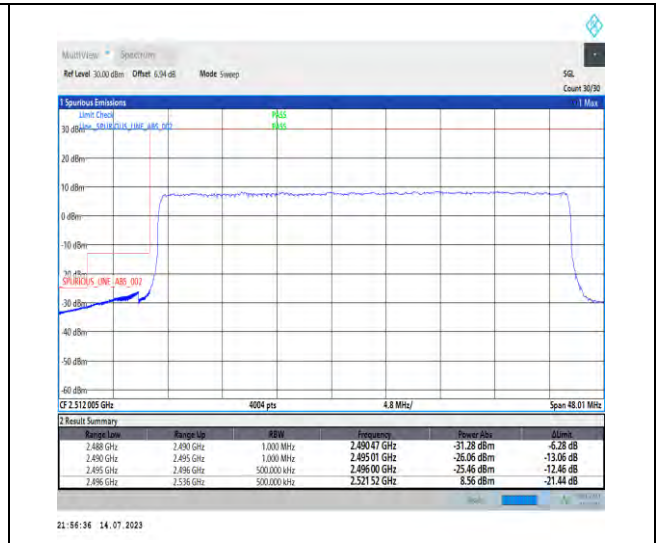 MultiView Spectrum
Ref Level 30.00 dBm Offset 6.94 dB Mode Sweep SGL
Count 30/30
1 Spurious Emissions 1 Max
Limit Check PASS
30 dBm Line_SPURIOUS_LINE_ABS_002 PASS
20 dBm
10 dBm
0 dBm
-10 dBm
-20 dBm
SPURIOUS_LINE_ABS_002
-30 dBm
-40 dBm
-50 dBm
-60 dBm
CF 2.512 005 GHz 4004 pts 4.8 MHz/ Span 48.01 MHz
2 Result Summary
Range Low Range Up RBW Frequency Power Abs ΔLimit
2.488 GHz 2.490 GHz 1.000 MHz 2.490 47 GHz -31.28 dBm -6.28 dB
2.490 GHz 2.495 GHz 1.000 MHz 2.495 01 GHz -26.06 dBm -13.06 dB
2.495 GHz 2.496 GHz 500.000 kHz 2.496 00 GHz -25.46 dBm -12.46 dB
2.496 GHz 2.536 GHz 500.000 kHz 2.521 52 GHz 8.56 dBm -21.44 dB
21:56:36 14.07.2023